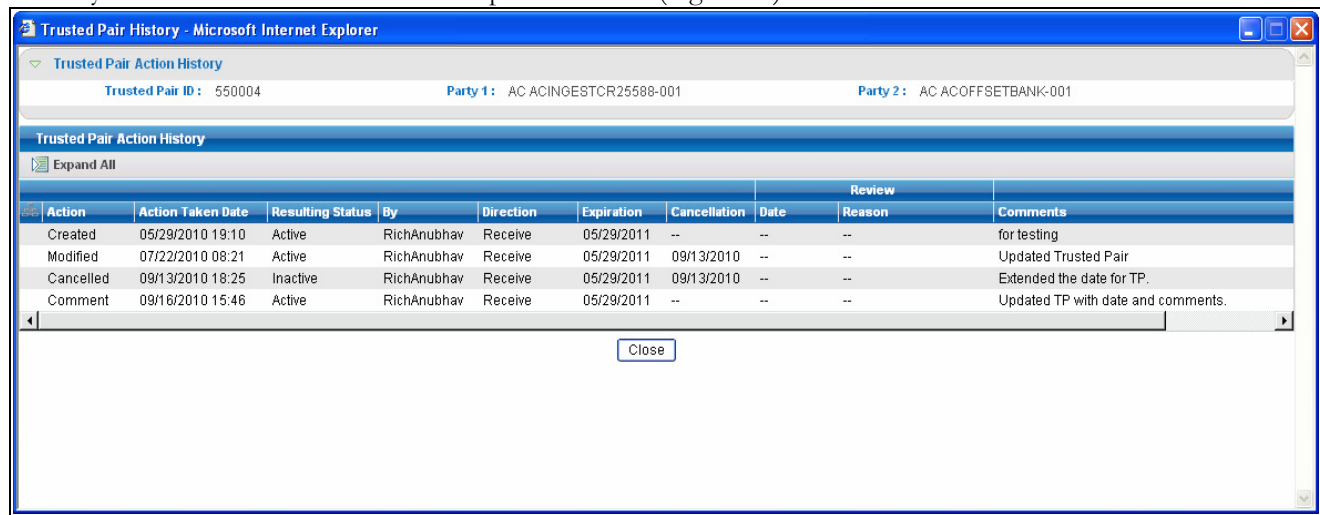 Trusted Pair History - Microsoft Internet Explorer
Trusted Pair Action History
Trusted Pair ID : 550004 Party 1 : AC ACINGESTCR25588-001 Party 2 : AC ACOFFSETBANK-001
Trusted Pair Action History
Expand All
Review
Action Action Taken Date Resulting Status By Direction Expiration Cancellation Date Reason Comments
Created 05/29/2010 19:10 Active RichAnubhav Receive 05/29/2011 -- -- -- for testing
Modified 07/22/2010 08:21 Active RichAnubhav Receive 05/29/2011 09/13/2010 -- -- Updated Trusted Pair
Cancelled 09/13/2010 18:25 Inactive RichAnubhav Receive 05/29/2011 09/13/2010 -- -- Extended the date for TP.
Comment 09/16/2010 15:46 Active RichAnubhav Receive 05/29/2011 -- -- -- Updated TP with date and comments.
Close